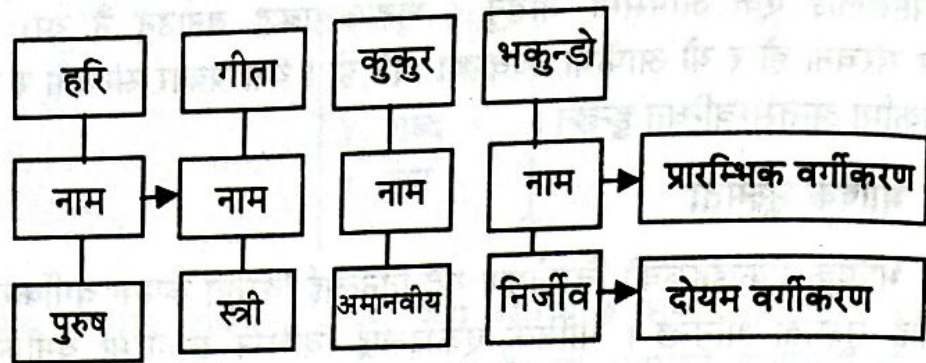 हरि गीता कुकुर भकुन्डो
नाम नाम नाम नाम प्रारम्भिक वर्गीकरण
पुरुष स्त्री अमानवीय निर्जीव दोयम वर्गीकरण